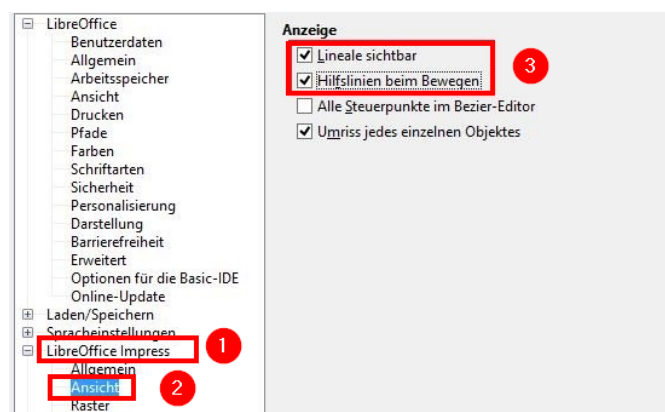 LibreOffice
Benutzerdaten
Allgemein
Arbeitsspeicher
Ansicht
Drucken
Pfade
Farben
Schriftarten
Sicherheit
Personalisierung
Darstellung
Barrierefreiheit
Erweitert
Optionen für die Basic-IDE
Online-Update
Laden/Speichern
Spracheinstellungen
LibreOffice Impress
1
Allgemein
Ansicht
2
Raster
Anzeige
Lineale sichtbar
3
Hilfslinien beim Bewegen
Alle Steuerpunkte im Bezier-Editor
Umriss jedes einzelnen Objektes